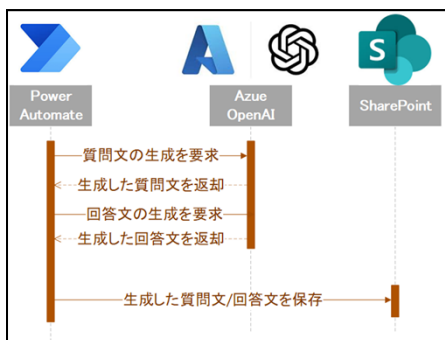 S
Power
Automate
Azue
OpenAI
SharePoint
質問文の生成を要求
生成した質問文を返却
回答文の生成を要求
生成した回答文を返却
生成した質問文/回答文を保存